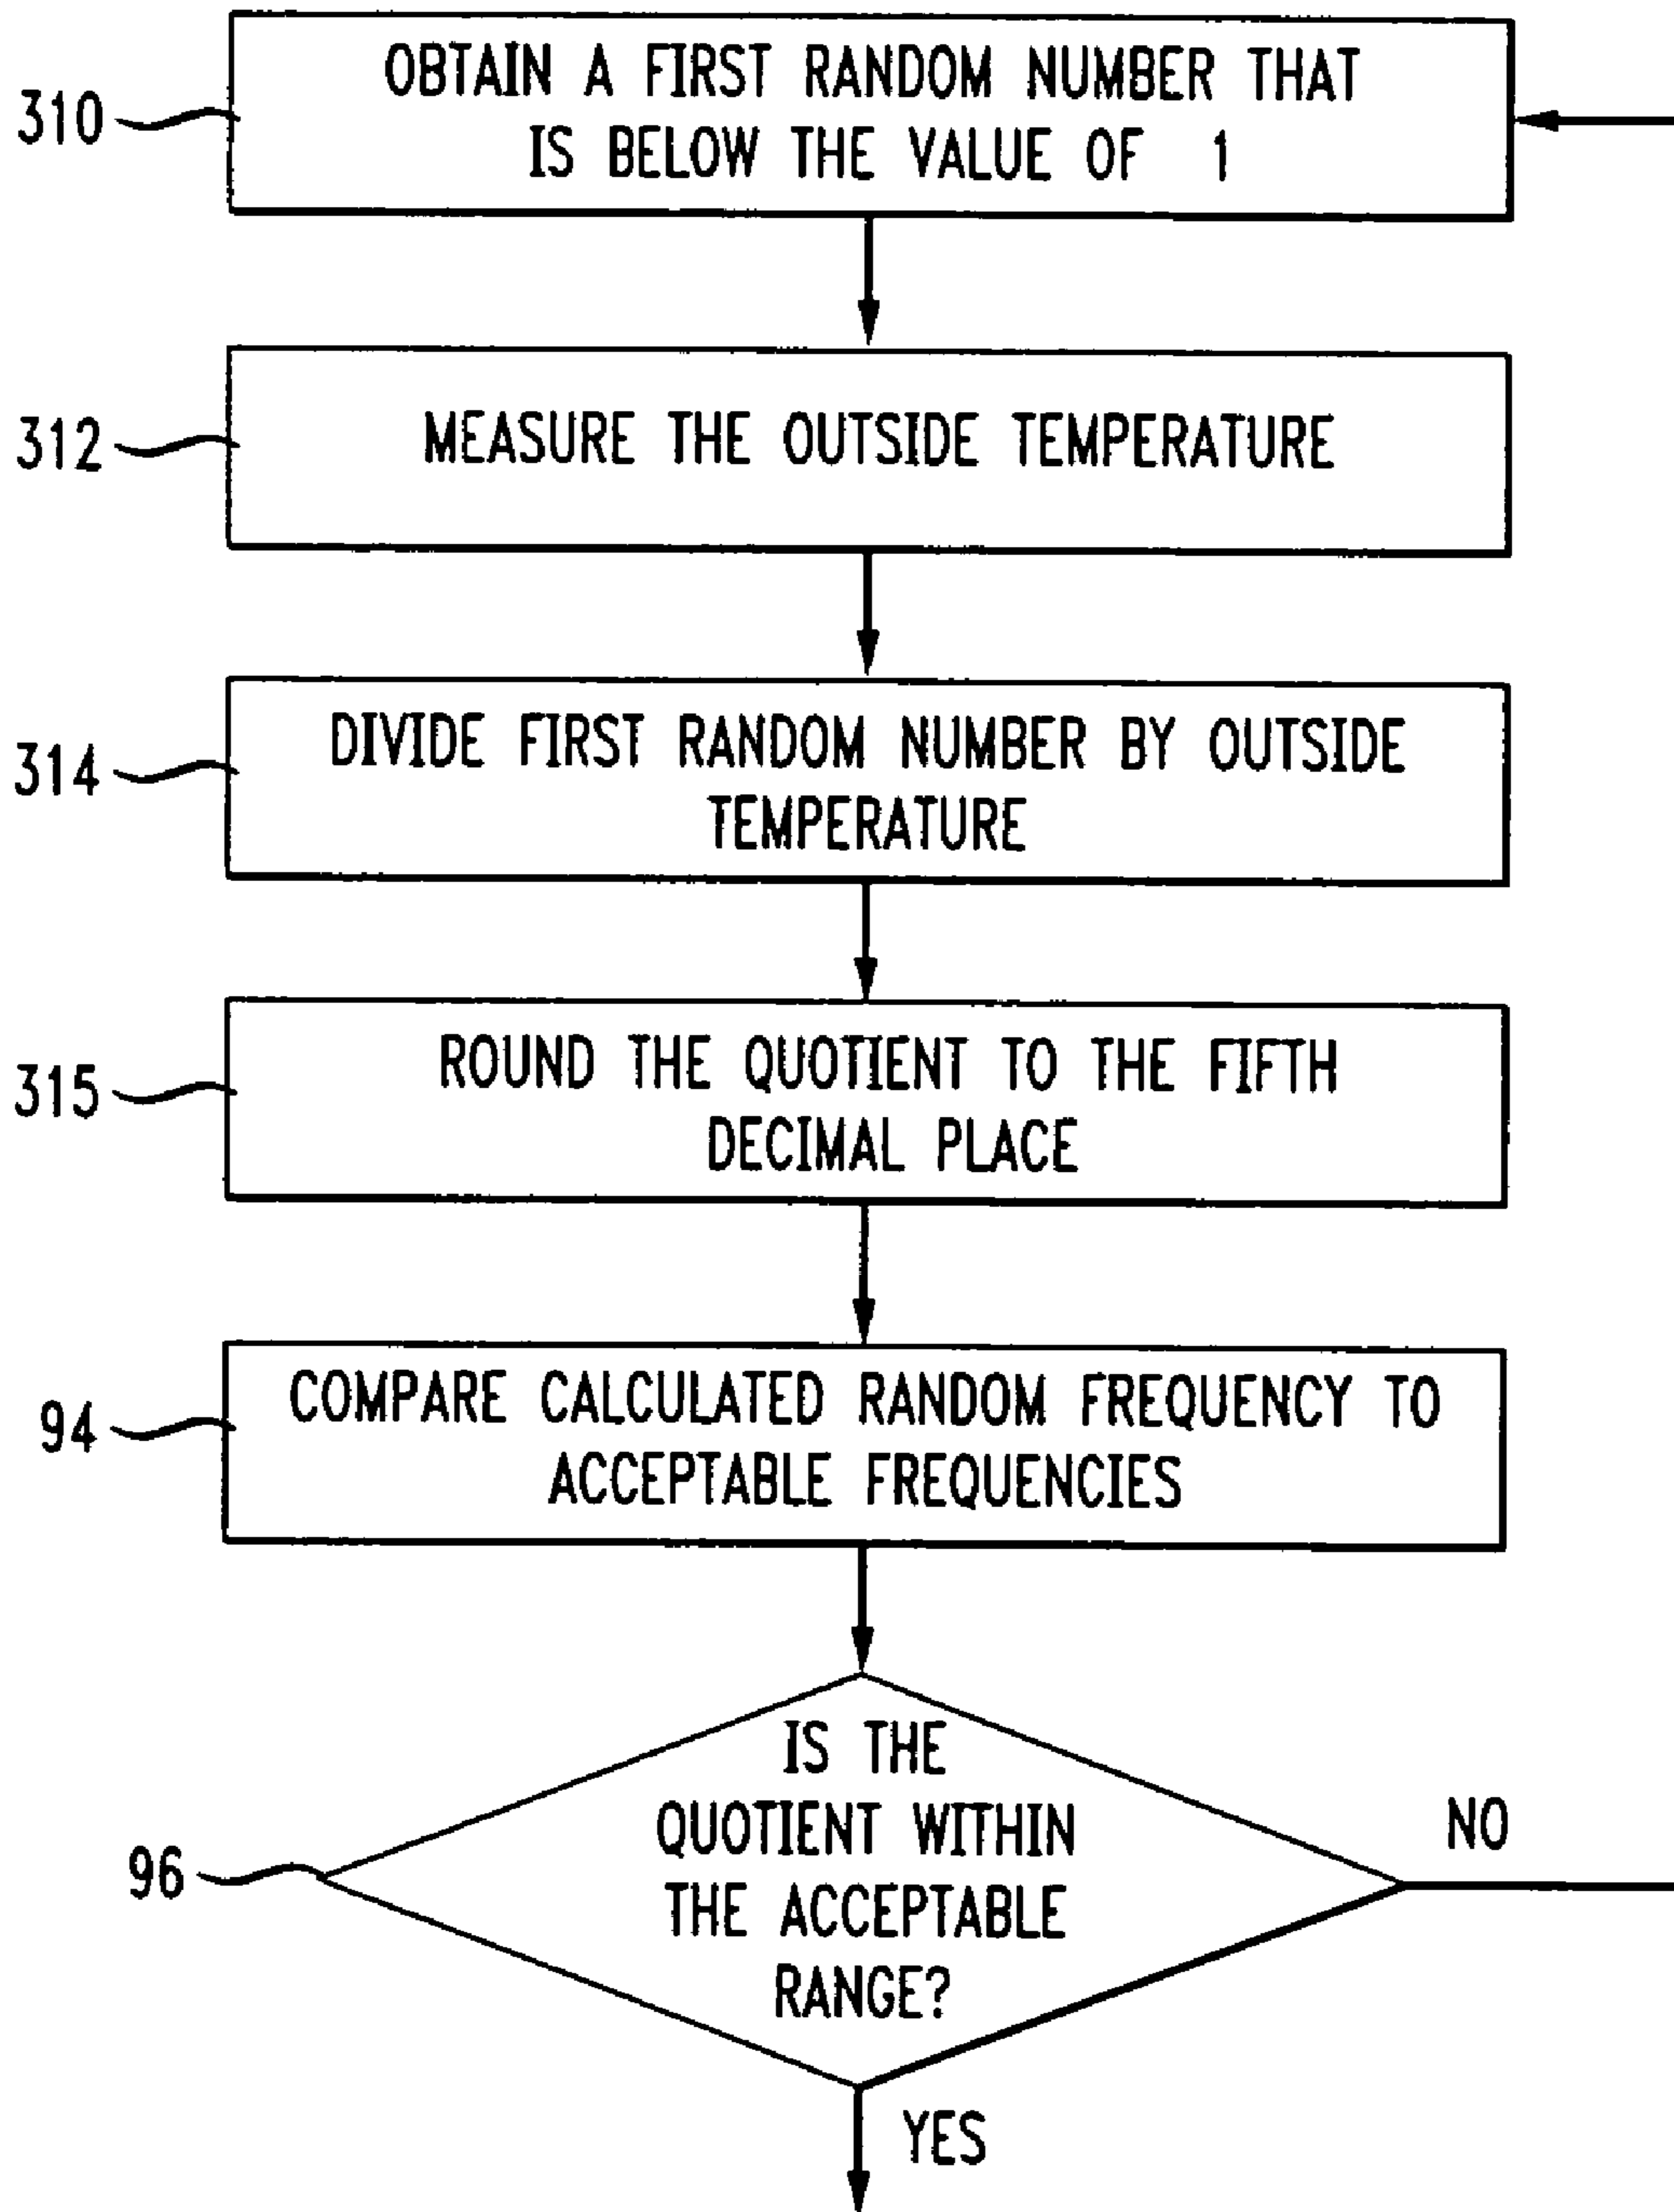 310
OBTAIN A FIRST RANDOM NUMBER THAT
IS BELOW THE VALUE OF 1
312
MEASURE THE OUTSIDE TEMPERATURE
314
DIVIDE FIRST RANDOM NUMBER BY OUTSIDE
TEMPERATURE
315
ROUND THE QUOTIENT TO THE FIFTH
DECIMAL PLACE
94
COMPARE CALCULATED RANDOM FREQUENCY TO
ACCEPTABLE FREQUENCIES
96
IS THE
QUOTIENT WITHIN
THE ACCEPTABLE
RANGE?
NO
YES